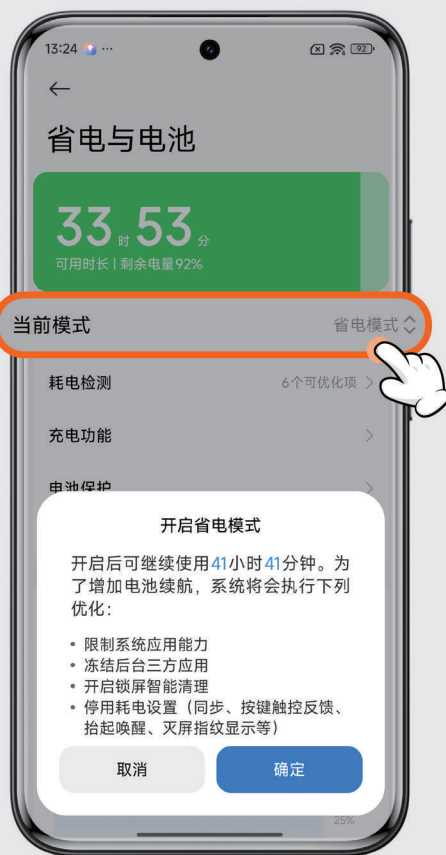 13:24 ··· 92
省电与电池
33时53分
可用时长 | 剩余电量92%
当前模式 省电模式
耗电检测 6个可优化项
充电功能
电池保护
开启省电模式
开启后可继续使用41小时41分钟。为
了增加电池续航，系统将会执行下列
优化：
• 限制系统应用能力
• 冻结后台三方应用
• 开启锁屏智能清理
• 停用耗电设置（同步、按键触控反馈、
抬起唤醒、灭屏指纹显示等）
取消 确定
25%